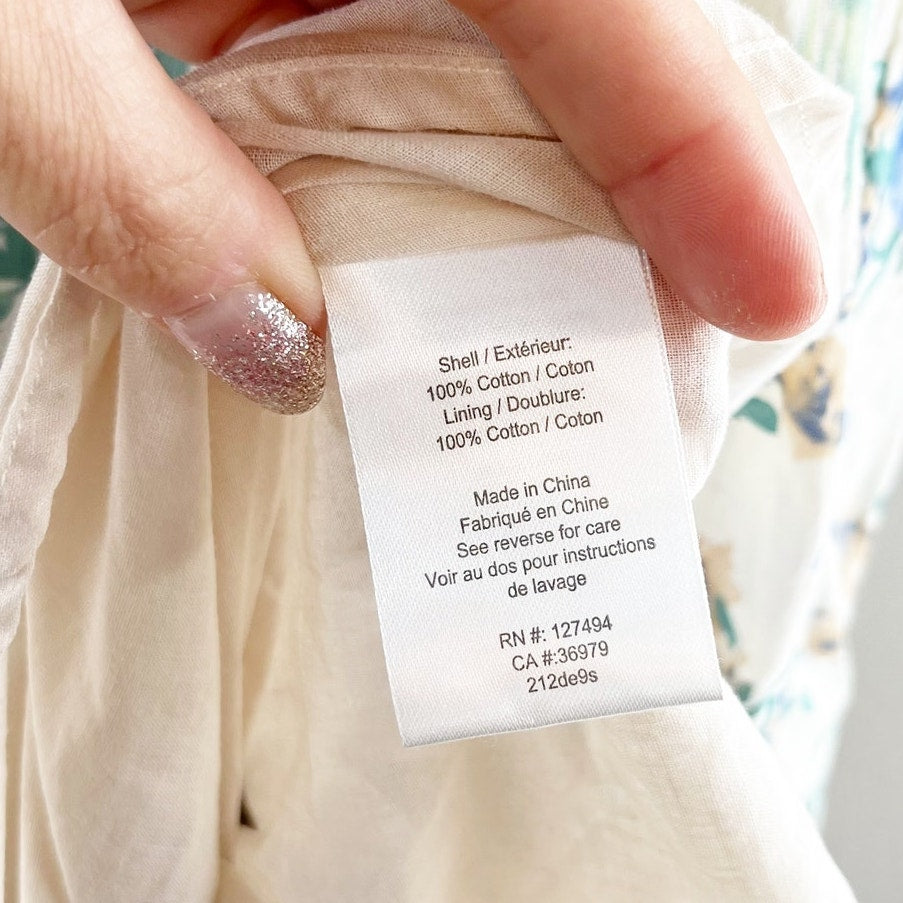 Shell / Extérieur:
100% Cotton / Coton
Lining / Doublure:
100% Cotton / Coton
Made in China
Fabriqué en Chine
See reverse for care
Voir au dos pour instructions
de lavage
RN #: 127494
CA #:36979
212de9s